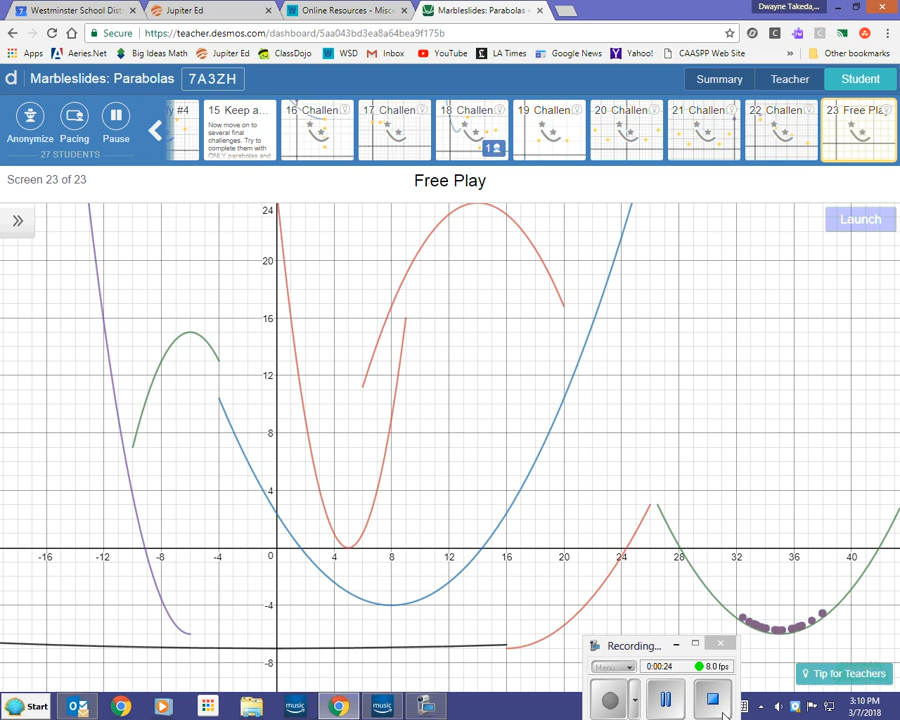 Westminster School Dist
Jupiter Ed
Online Resources - Misc
Marbleslides: Parabolas -
Dwayne Takeda,...
Secure
https://teacher.desmos.com/dashboard/5aa043bd3ea8a64bea9f175b
Apps
Aeries.Net
Big Ideas Math
Jupiter Ed
ClassDojo
WSD
Inbox
YouTube
LA Times
Google News
Yahoo!
CAASPP Web Site
»
Other bookmarks
d
Marbleslides: Parabolas
7A3ZH
Summary
Teacher
Student
Anonymize
Pacing
Pause
27 STUDENTS
#4
15 Keep a...
Now move on to
several final
challenges. Try to
complete them with
ONLY parabolas and
16 Challen
17 Challen
18 Challen
1
19 Challen
20 Challen
21 Challen
22 Challen
23 Free Pla
Screen 23 of 23
Free Play
»
Launch
24
20
16
12
8
4
-16
-12
-8
-4
0
4
8
12
16
20
24
32
36
40
-4
-8
Recording...
Menu
0:00:24
8.0 fps
Tip for Teachers
Start
music
music
3:10 PM
3/7/2018